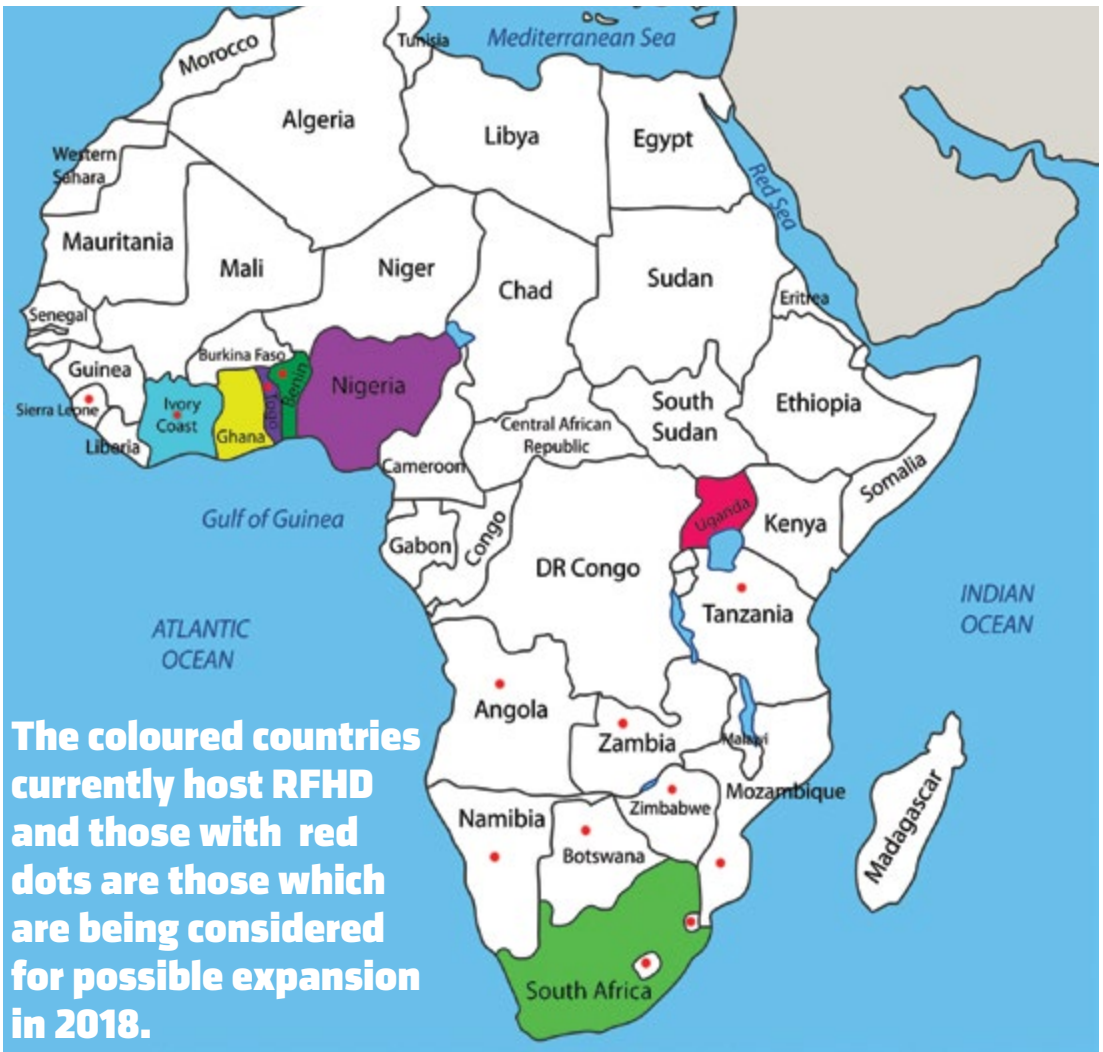 Mediterranean Sea
Tunisia
Morocco
Algeria
Libya
Egypt
Western
Sahara
Red Sea
Mauritania
Mali
Niger
Chad
Sudan
Eritrea
Senegal
Burkina Faso
Guinea
Benin
Nigeria
Sierra Leone
Ivory
Coast
Togo
Ghana
Liberia
South
Sudan
Ethiopia
Central African
Republic
Cameroon
Somalia
Gulf of Guinea
Uganda
Kenya
Gabon
Congo
DR Congo
Tanzania
INDIAN
OCEAN
ATLANTIC
OCEAN
Angola
Zambia
Malawi
Mozambique
Zimbabwe
Namibia
Botswana
Madagascar
South Africa
The coloured countries
currently host RFHD
and those with red
dots are those which
are being considered
for possible expansion
in 2018.